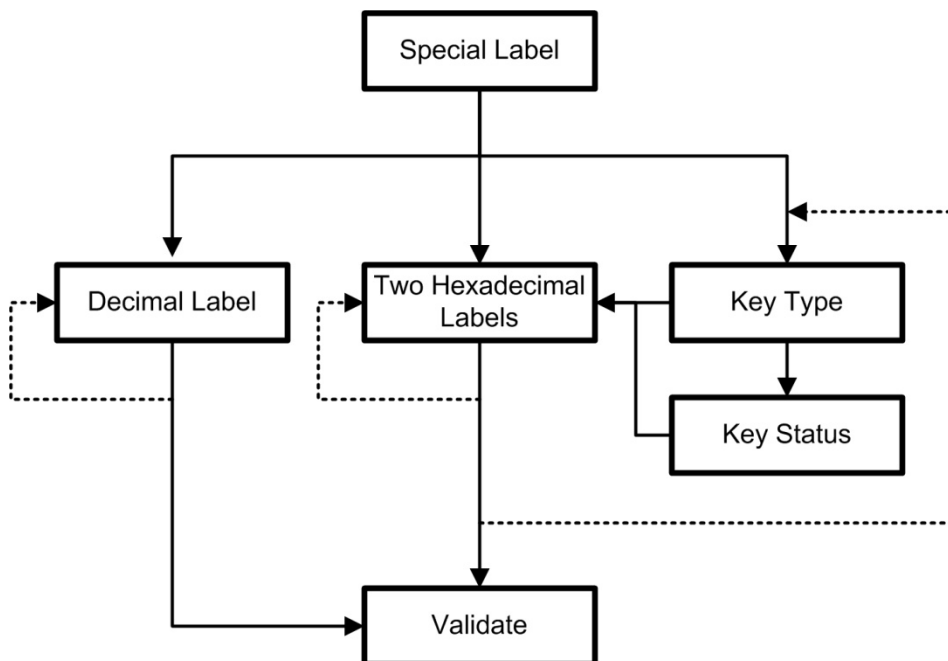 Special Label
Decimal Label
Two Hexadecimal
Labels
Key Type
Key Status
Validate